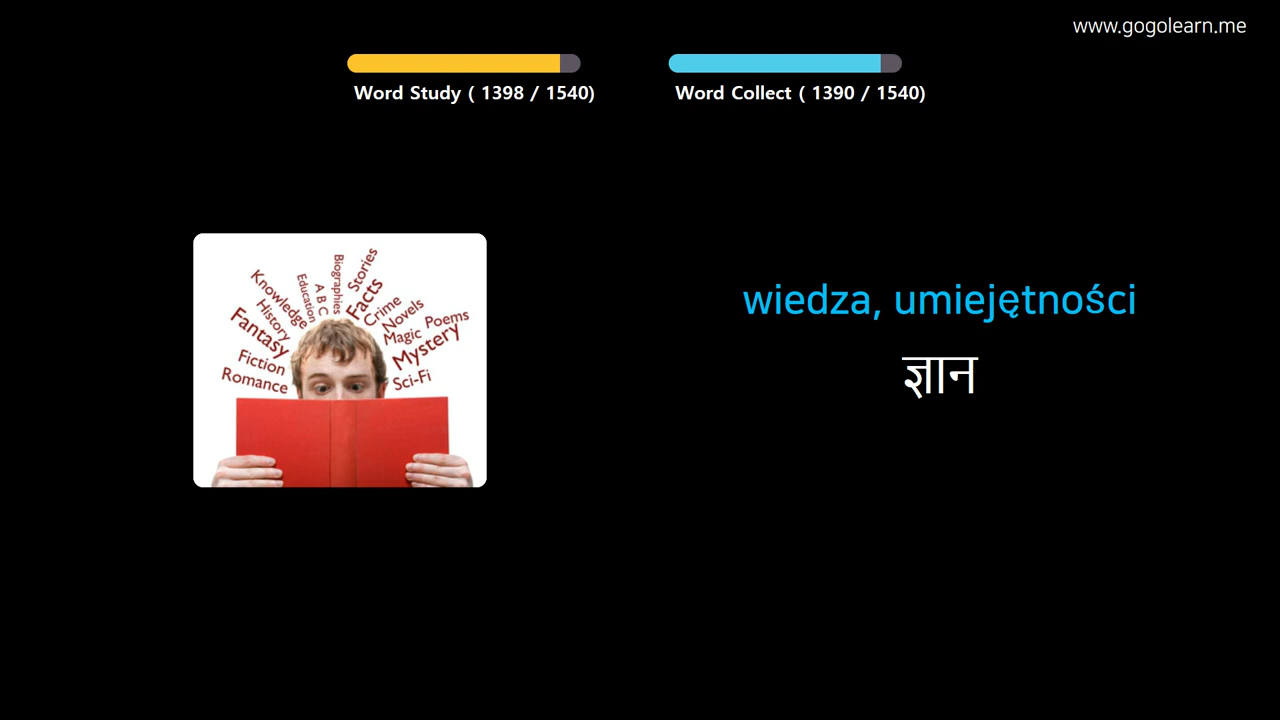 www.gogolearn.me
Word Study ( 1398 / 1540)
Word Collect ( 1390 / 1540)
Knowledge
History
Fantasy
Fiction
Romance
Education
A B C
Biographies
Stories
Facts
Crime
Novels
Magic
Poems
Mystery
Sci-Fi
wiedza, umiejętności
ज्ञान